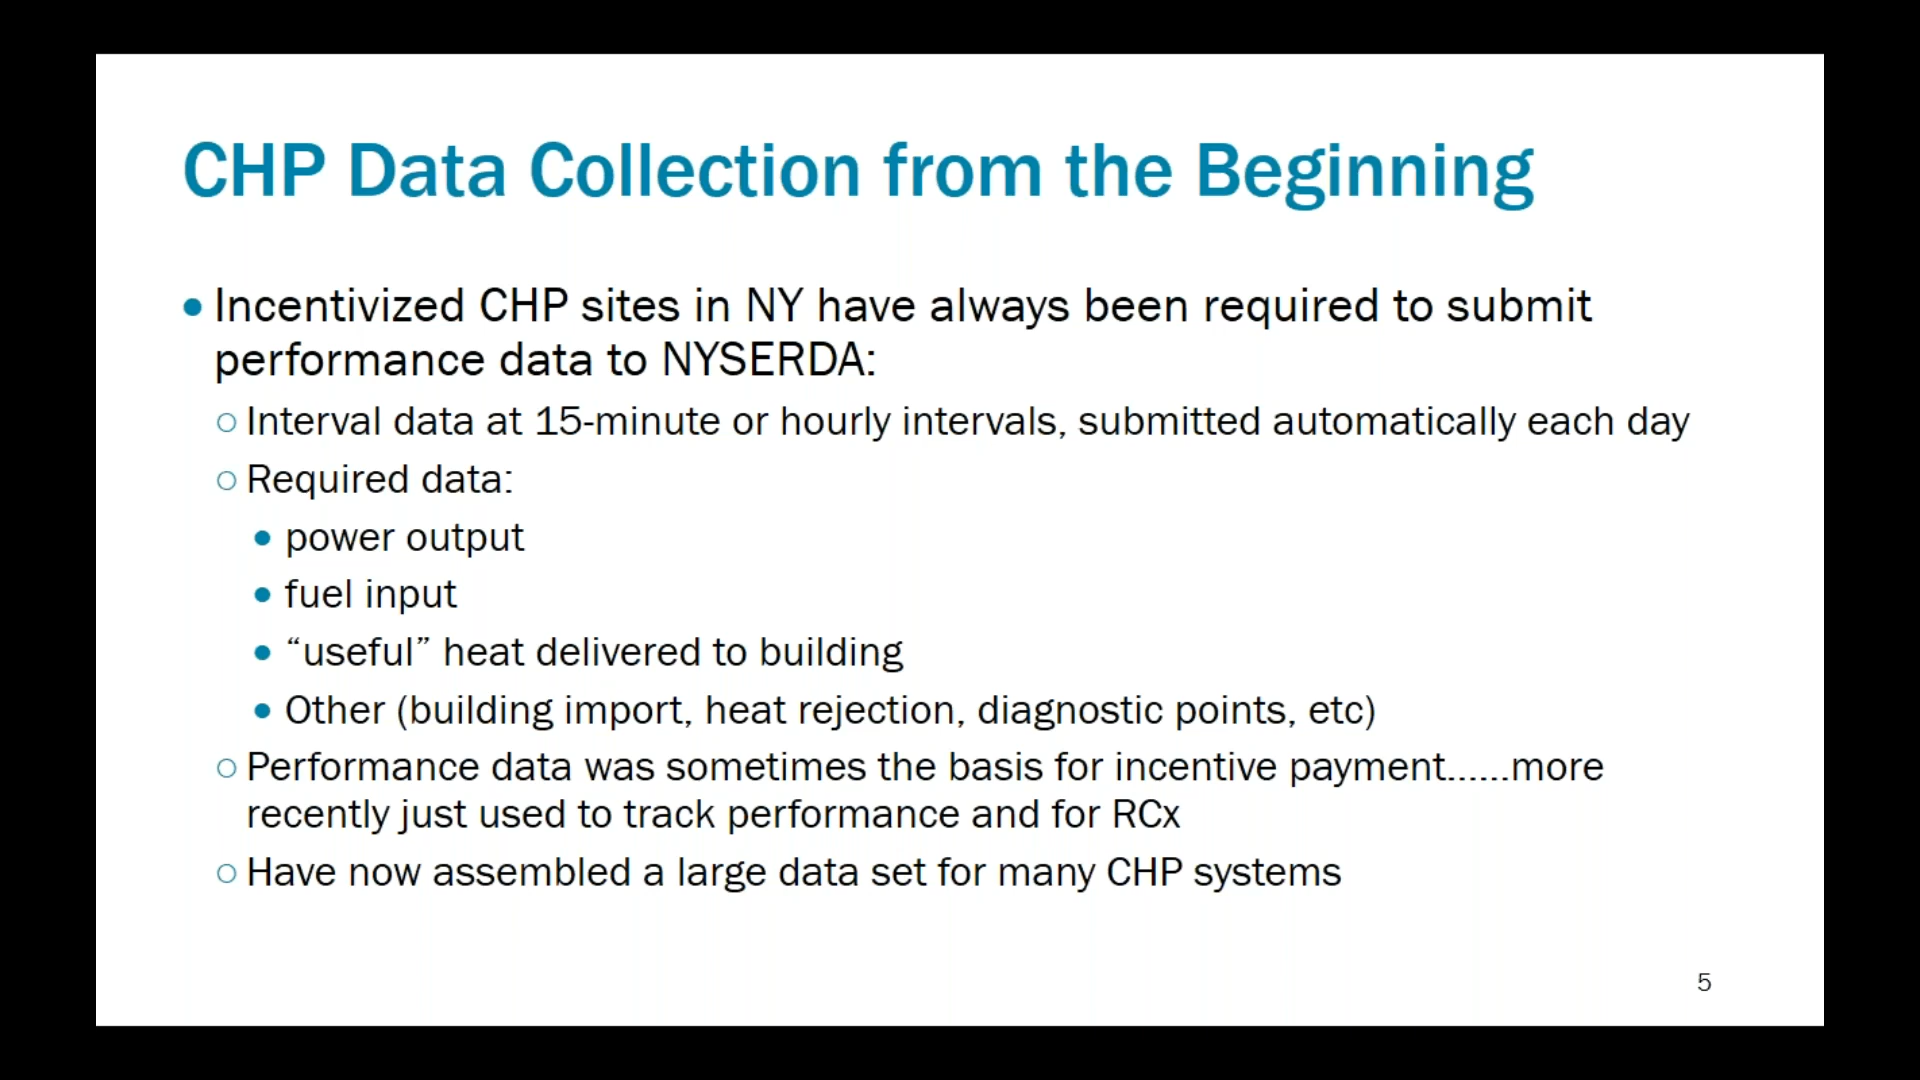 CHP Data Collection from the Beginning
• Incentivized CHP sites in NY have always been required to submit
performance data to NYSERDA:
○ Interval data at 15-minute or hourly intervals, submitted automatically each day
○ Required data:
• power output
• fuel input
• “useful” heat delivered to building
• Other (building import, heat rejection, diagnostic points, etc)
○ Performance data was sometimes the basis for incentive payment......more
recently just used to track performance and for RCx
○ Have now assembled a large data set for many CHP systems
5